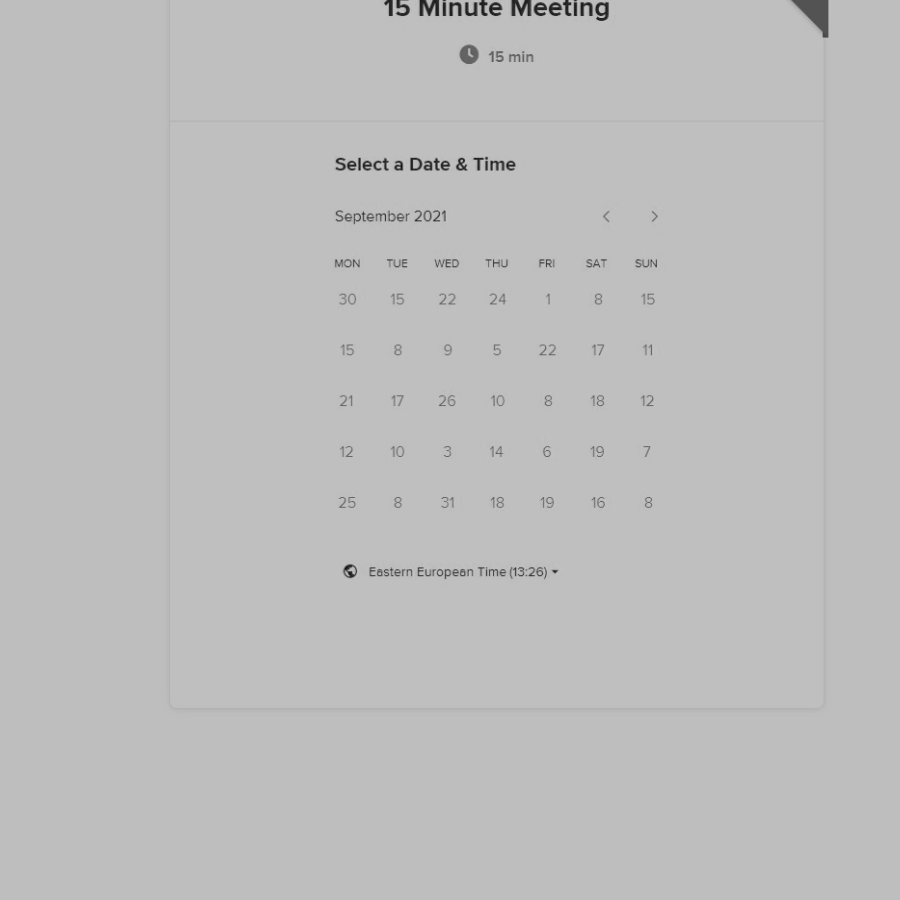 15 Minute Meeting
15 min
Select a Date & Time
September 2021
MON TUE WED THU FRI SAT SUN
30 15 22 24 1 8 15
15 8 9 5 22 17 11
21 17 26 10 8 18 12
12 10 3 14 6 19 7
25 8 31 18 19 16 8
Eastern European Time (13:26)